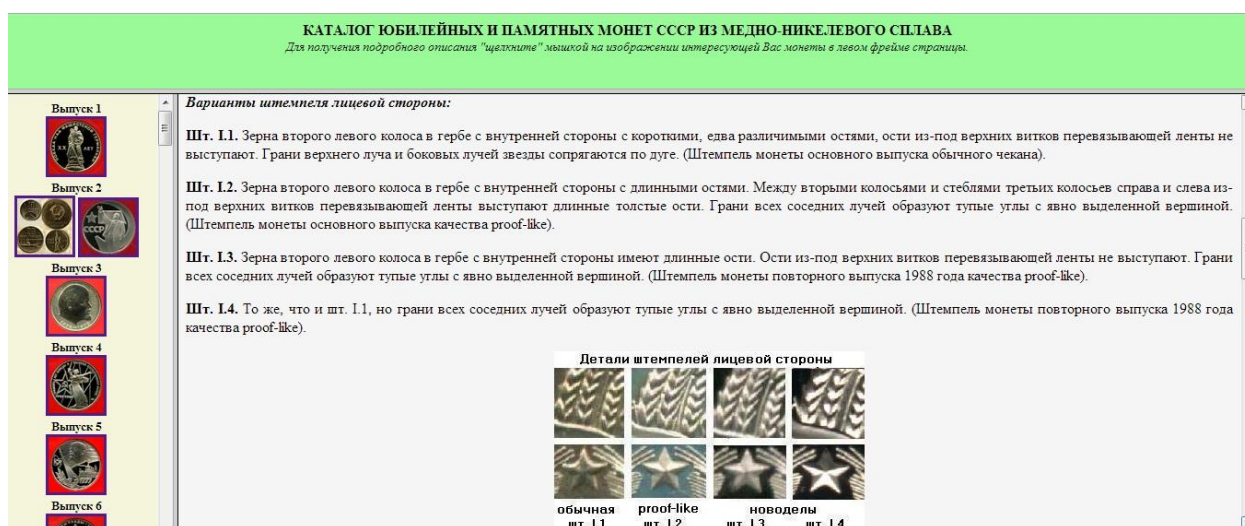 КАТАЛОГ ЮБИЛЕЙНЫХ И ПАМЯТНЫХ МОНЕТ СССР ИЗ МЕДНО-НИКЕЛЕВОГО СПЛАВА
Для получения подробного описания "щелкните" мышкой на изображении интересующей Вас монеты в левом фрейме страницы.
Выпуск 1
Выпуск 2
Выпуск 3
Выпуск 4
Выпуск 5
Выпуск 6
Варианты штемпеля лицевой стороны:
Шт. I.1. Зерна второго левого колоса в гербе с внутренней стороны с короткими, едва различимыми остями, ости из-под верхних витков перевязывающей ленты не
выступают. Грани верхнего луча и боковых лучей звезды сопрягаются по дуге. (Штемпель монеты основного выпуска обычного чекана).
Шт. I.2. Зерна второго левого колоса в гербе с внутренней стороны с длинными остями. Между вторыми колосьями и стеблями третьих колосьев справа и слева из-
под верхних витков перевязывающей ленты выступают длинные толстые ости. Грани всех соседних лучей образуют тупые углы с явно выделенной вершиной.
(Штемпель монеты основного выпуска качества proof-like).
Шт. I.3. Зерна второго левого колоса в гербе с внутренней стороны имеют длинные ости. Ости из-под верхних витков перевязывающей ленты не выступают. Грани
всех соседних лучей образуют тупые углы с явно выделенной вершиной. (Штемпель монеты повторного выпуска 1988 года качества proof-like).
Шт. I.4. То же, что и шт. I.1, но грани всех соседних лучей образуют тупые углы с явно выделенной вершиной. (Штемпель монеты повторного выпуска 1988 года
качества proof-like).
Детали штемпелей лицевой стороны
обычная proof-like новоделы
шт. I.1 шт. I.2 шт. I.3 шт. I.4